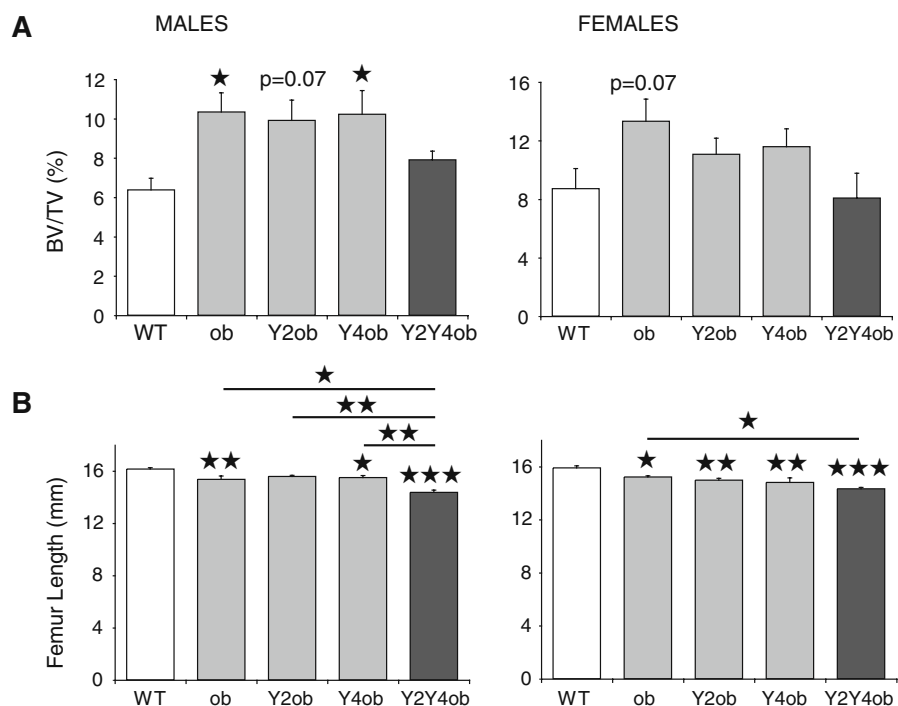 A
MALES
FEMALES
BV/TV (%)
12
10
8
6
4
2
0
★
p=0.07
★
WT ob Y2ob Y4ob Y2Y4ob
16
12
8
4
0
p=0.07
WT ob Y2ob Y4ob Y2Y4ob
B
Femur Length (mm)
★
★★
★★
16
12
8
4
0
★★ ★ ★★★
WT ob Y2ob Y4ob Y2Y4ob
★
16
12
8
4
0
★ ★★ ★★ ★★★
WT ob Y2ob Y4ob Y2Y4ob